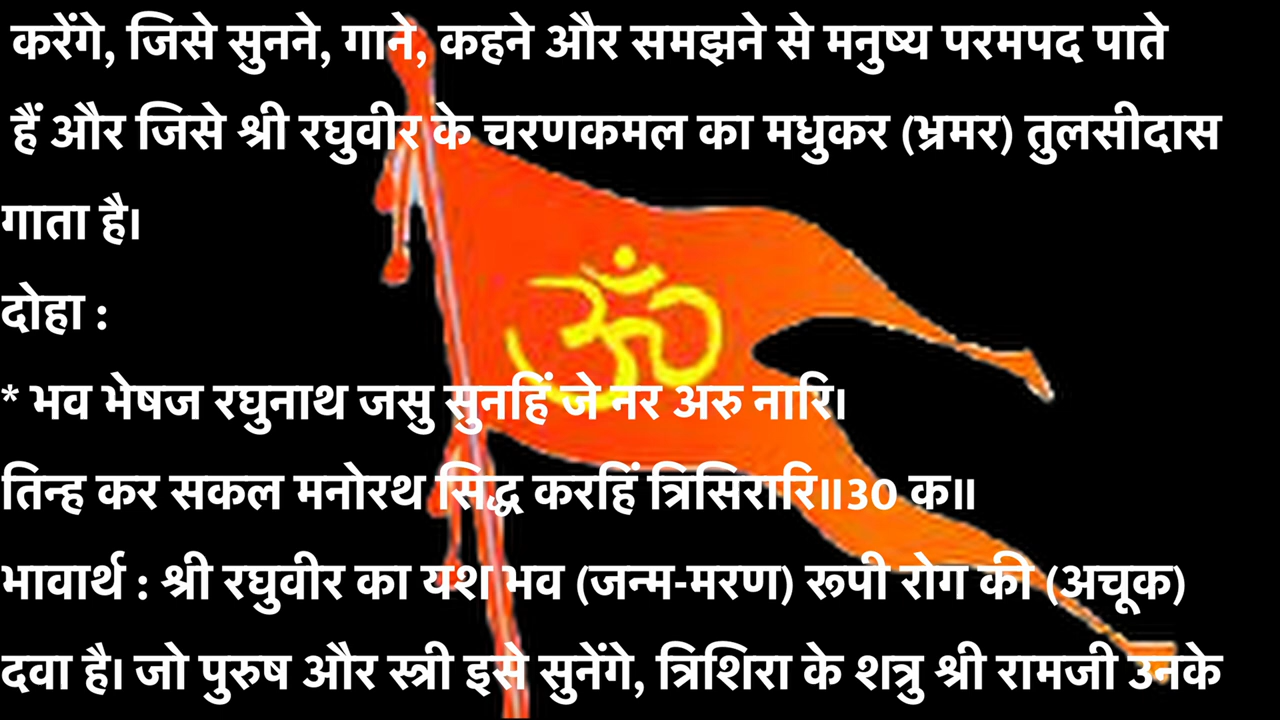 करेंगे, जिसे सुनने, गाने, कहने और समझने से मनुष्य परमपद पाते
हैं और जिसे श्री रघुवीर के चरणकमल का मधुकर (भ्रमर) तुलसीदास
गाता है।
दोहा :
* भव भेषज रघुनाथ जसु सुनहिं जे नर अरु नारि।
तिन्ह कर सकल मनोरथ सिद्ध करहिं त्रिसिरारि॥30 क॥
भावार्थ : श्री रघुवीर का यश भव (जन्म-मरण) रूपी रोग की (अचूक)
दवा है। जो पुरुष और स्त्री इसे सुनेंगे, त्रिशिरा के शत्रु श्री रामजी उनके
ॐ